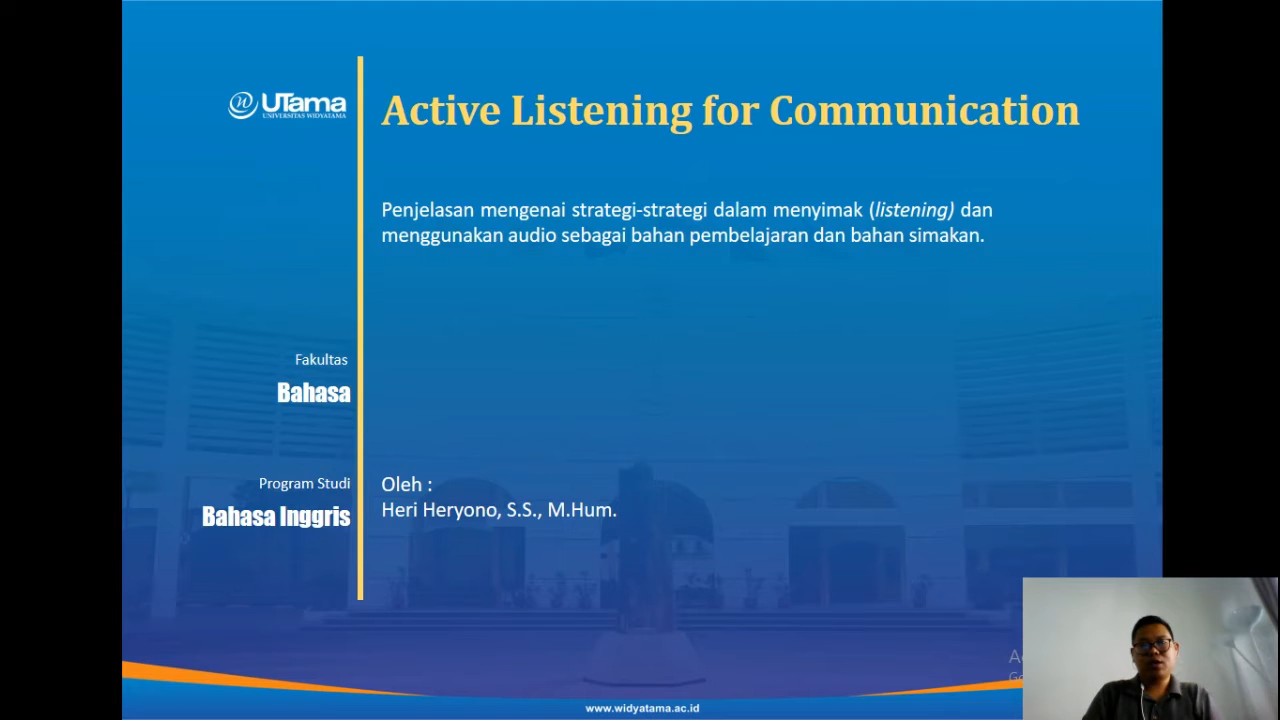 UTama
UNIVERSITAS WIDYATAMA
Active Listening for Communication
Penjelasan mengenai strategi-strategi dalam menyimak (listening) dan
menggunakan audio sebagai bahan pembelajaran dan bahan simakan.
Fakultas
Bahasa
Program Studi
Bahasa Inggris
Oleh :
Heri Heryono, S.S., M.Hum.
www.widyatama.ac.id